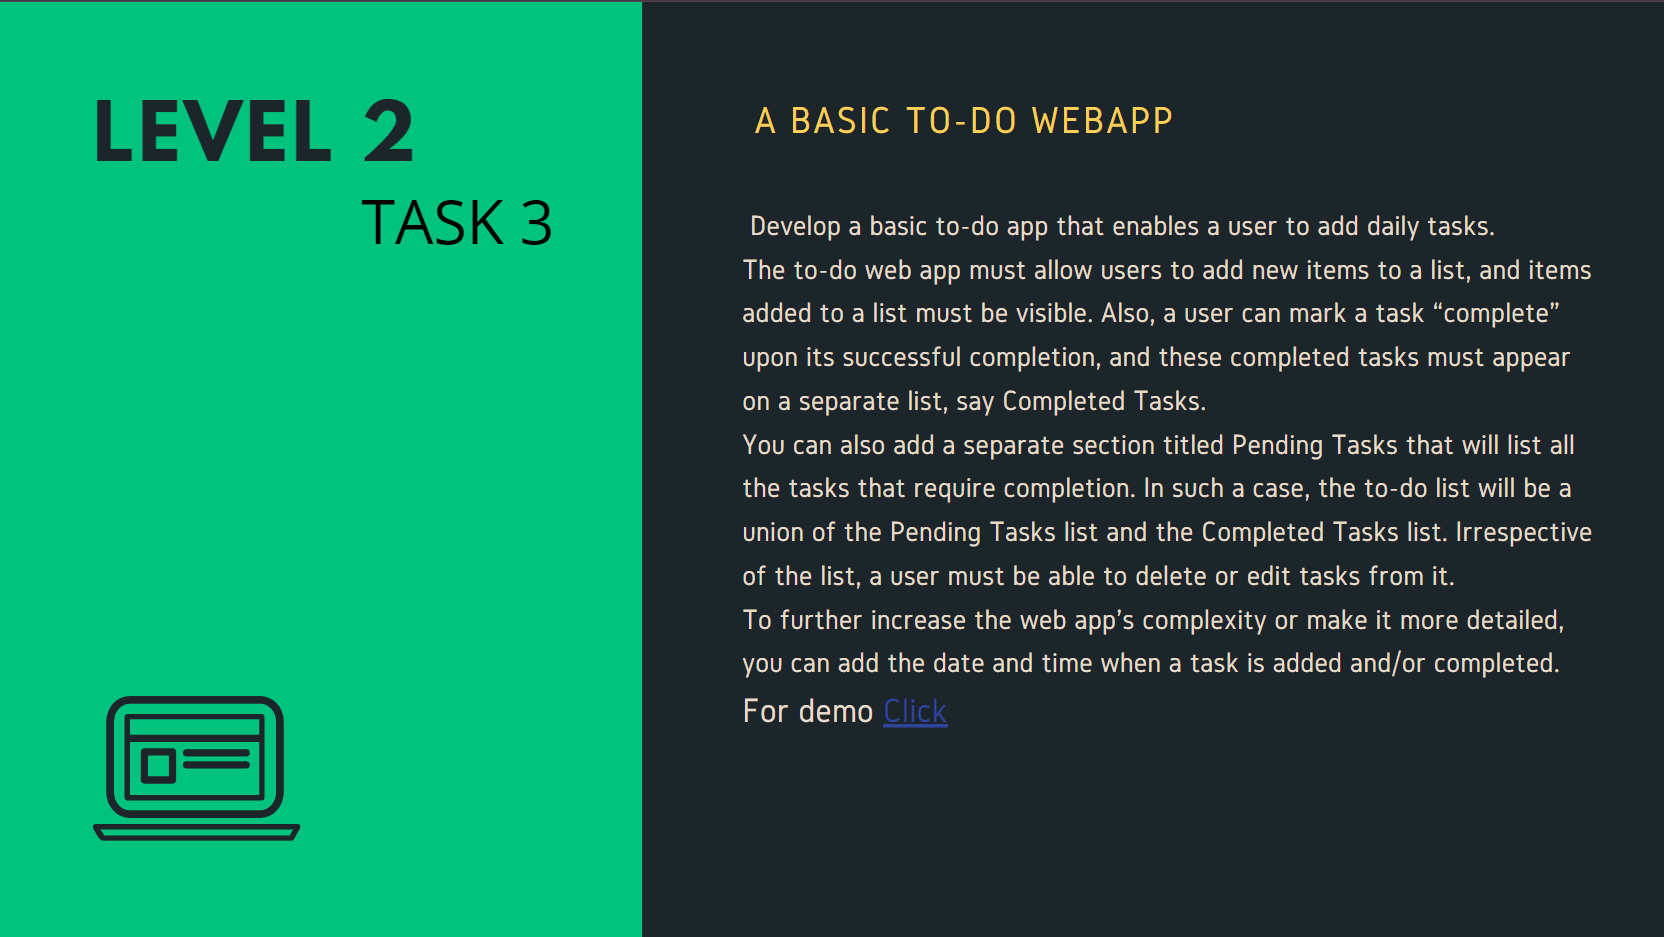 LEVEL 2
TASK 3
A BASIC TO-DO WEBAPP
Develop a basic to-do app that enables a user to add daily tasks.
The to-do web app must allow users to add new items to a list, and items
added to a list must be visible. Also, a user can mark a task “complete”
upon its successful completion, and these completed tasks must appear
on a separate list, say Completed Tasks.
You can also add a separate section titled Pending Tasks that will list all
the tasks that require completion. In such a case, the to-do list will be a
union of the Pending Tasks list and the Completed Tasks list. Irrespective
of the list, a user must be able to delete or edit tasks from it.
To further increase the web app’s complexity or make it more detailed,
you can add the date and time when a task is added and/or completed.
For demo Click